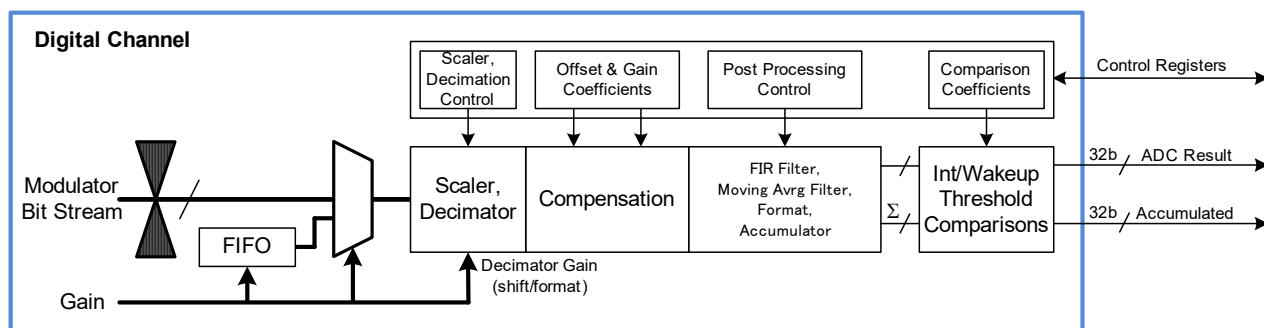 Digital Channel
Scaler,
Decimation
Control
Offset & Gain
Coefficients
Post Processing
Control
Comparison
Coefficients
Control Registers
Modulator
Bit Stream
FIFO
Scaler,
Decimator
Compensation
FIR Filter,
Moving Avrg Filter,
Format,
Accumulator
Σ
Int/Wakeup
Threshold
Comparisons
32b
ADC Result
32b
Accumulated
Decimator Gain
(shift/format)
Gain